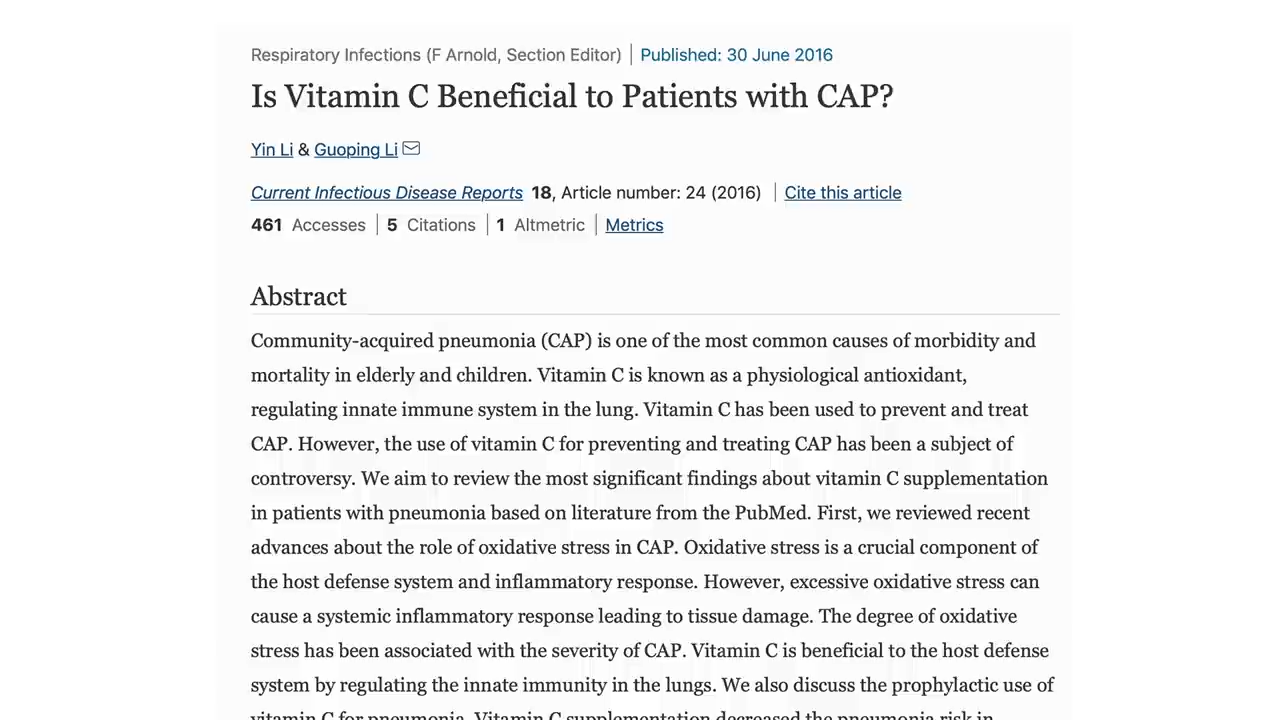 Respiratory Infections (F Arnold, Section Editor) | Published: 30 June 2016
Is Vitamin C Beneficial to Patients with CAP?
Yin Li & Guoping Li
Current Infectious Disease Reports 18, Article number: 24 (2016) | Cite this article
461 Accesses | 5 Citations | 1 Altmetric | Metrics
Abstract
Community-acquired pneumonia (CAP) is one of the most common causes of morbidity and
mortality in elderly and children. Vitamin C is known as a physiological antioxidant,
regulating innate immune system in the lung. Vitamin C has been used to prevent and treat
CAP. However, the use of vitamin C for preventing and treating CAP has been a subject of
controversy. We aim to review the most significant findings about vitamin C supplementation
in patients with pneumonia based on literature from the PubMed. First, we reviewed recent
advances about the role of oxidative stress in CAP. Oxidative stress is a crucial component of
the host defense system and inflammatory response. However, excessive oxidative stress can
cause a systemic inflammatory response leading to tissue damage. The degree of oxidative
stress has been associated with the severity of CAP. Vitamin C is beneficial to the host defense
system by regulating the innate immunity in the lungs. We also discuss the prophylactic use of
vitamin C for pneumonia. Vitamin C supplementation decreased the pneumonia risk in